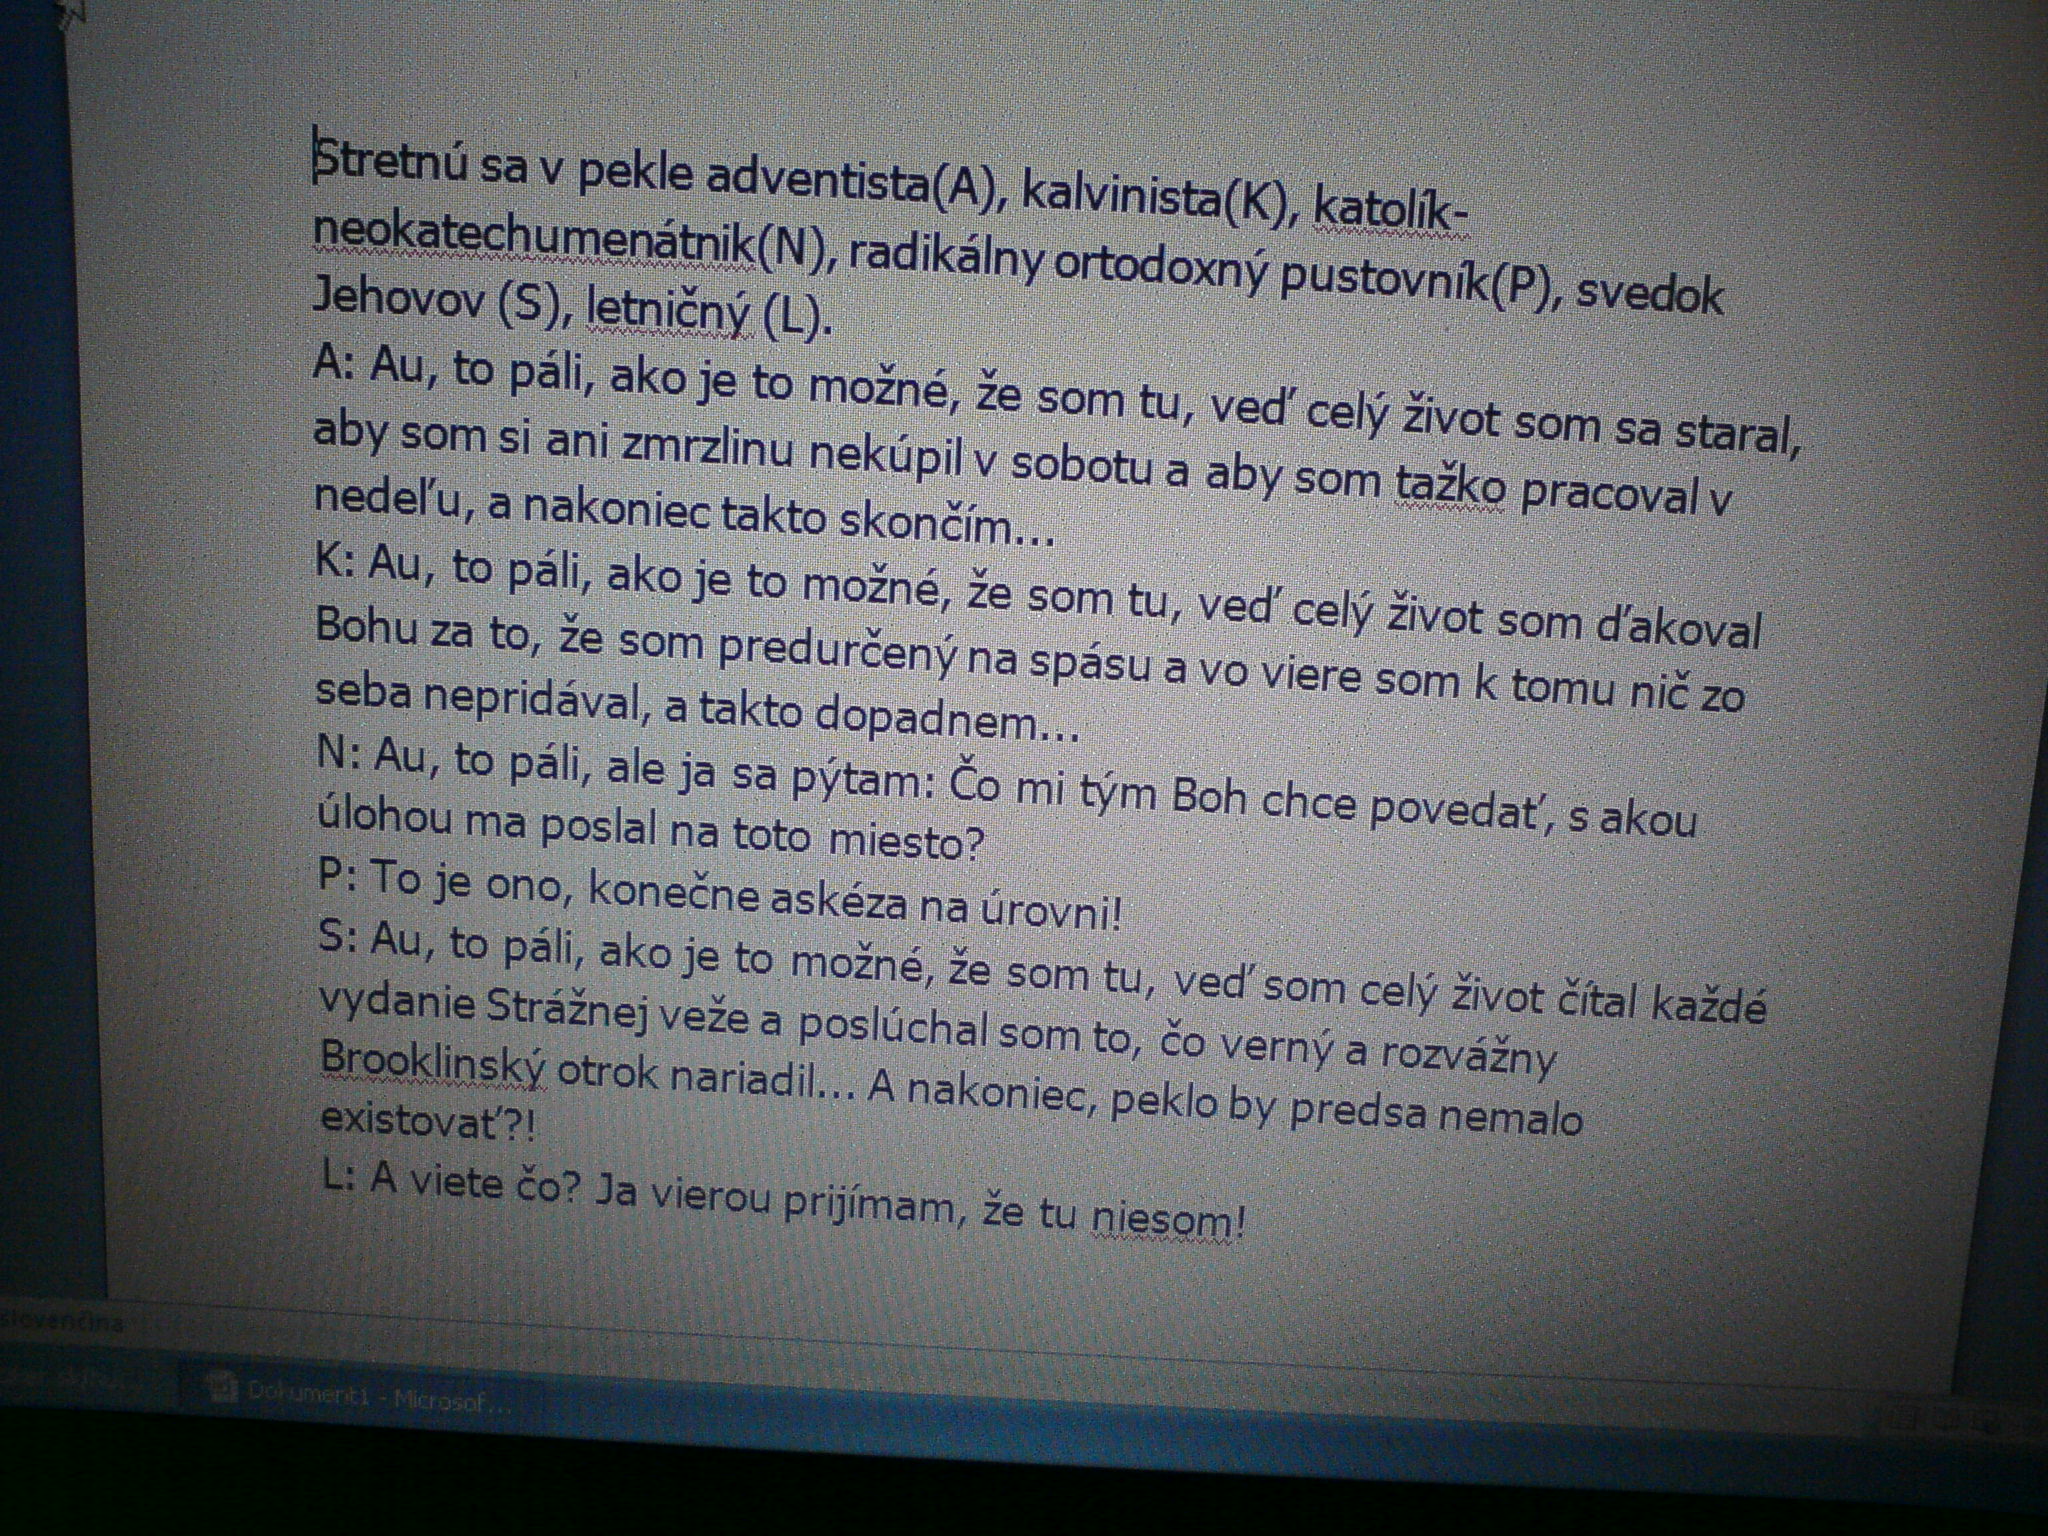 Stretnú sa v pekle adventista(A), kalvinista(K), katolík-
neokatechumenátnik(N), radikálny ortodoxný pustovník(P), svedok
Jehovov (S), letničný (L).
A: Au, to páli, ako je to možné, že som tu, veď celý život som sa staral,
aby som si ani zmrzlinu nekúpil v sobotu a aby som tažko pracoval v
nedeľu, a nakoniec takto skončím...
K: Au, to páli, ako je to možné, že som tu, veď celý život som ďakoval
Bohu za to, že som predurčený na spásu a vo viere som k tomu nič zo
seba nepridával, a takto dopadnem...
N: Au, to páli, ale ja sa pýtam: Čo mi tým Boh chce povedať, s akou
úlohou ma poslal na toto miesto?
P: To je ono, konečne askéza na úrovni!
S: Au, to páli, ako je to možné, že som tu, veď som celý život čítal každé
vydanie Strážnej veže a poslúchal som to, čo verný a rozvážny
Brooklinský otrok nariadil... A nakoniec, peklo by predsa nemalo
existovať?!
L: A viete čo? Ja vierou prijímam, že tu niesom!
slovenčina
Dokument1 - Microsof...